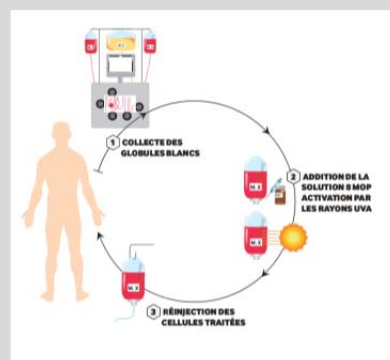 1 COLLECTE DES
GLOBULES BLANCS
2 ADDITION DE LA
SOLUTION 8 MOP
ACTIVATION PAR
LES RAYONS UVA
M. X
M. X
M. X
3 RÉINJECTION DES
CELLULES TRAITÉES